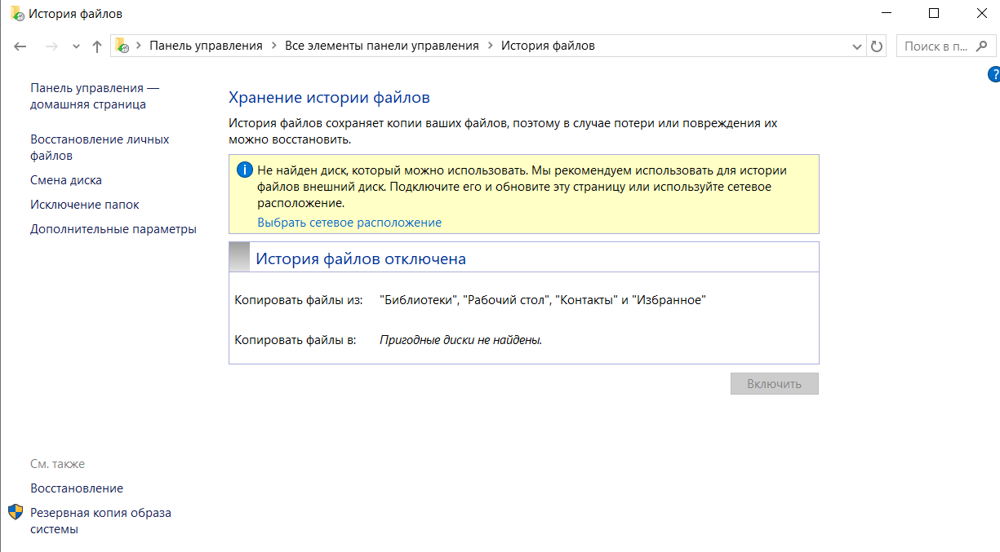 История файлов
Панель управления > Все элементы панели управления > История файлов
Поиск в п...
?
Панель управления —
домашняя страница
Восстановление личных
файлов
Смена диска
Исключение папок
Дополнительные параметры
Хранение истории файлов
История файлов сохраняет копии ваших файлов, поэтому в случае потери или повреждения их
можно восстановить.
Не найден диск, который можно использовать. Мы рекомендуем использовать для истории
файлов внешний диск. Подключите его и обновите эту страницу или используйте сетевое
расположение.
Выбрать сетевое расположение
История файлов отключена
Копировать файлы из: "Библиотеки", "Рабочий стол", "Контакты" и "Избранное"
Копировать файлы в: Пригодные диски не найдены.
Включить
См. также
Восстановление
Резервная копия образа
системы